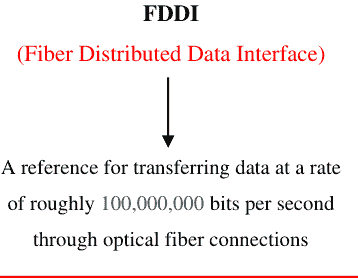 FDDI
(Fiber Distributed Data Interface)
A reference for transferring data at a rate
of roughly 100,000,000 bits per second
through optical fiber connections